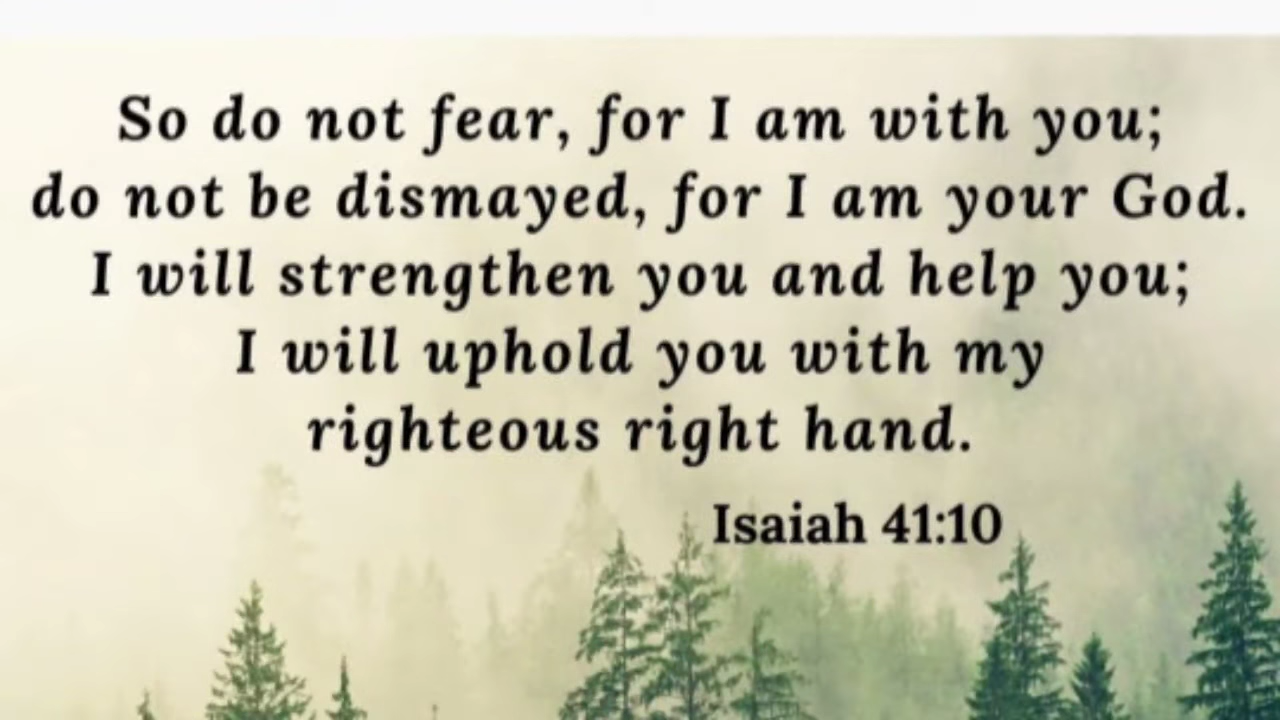 So do not fear, for I am with you;
do not be dismayed, for I am your God.
I will strengthen you and help you;
I will uphold you with my
righteous right hand.
Isaiah 41:10